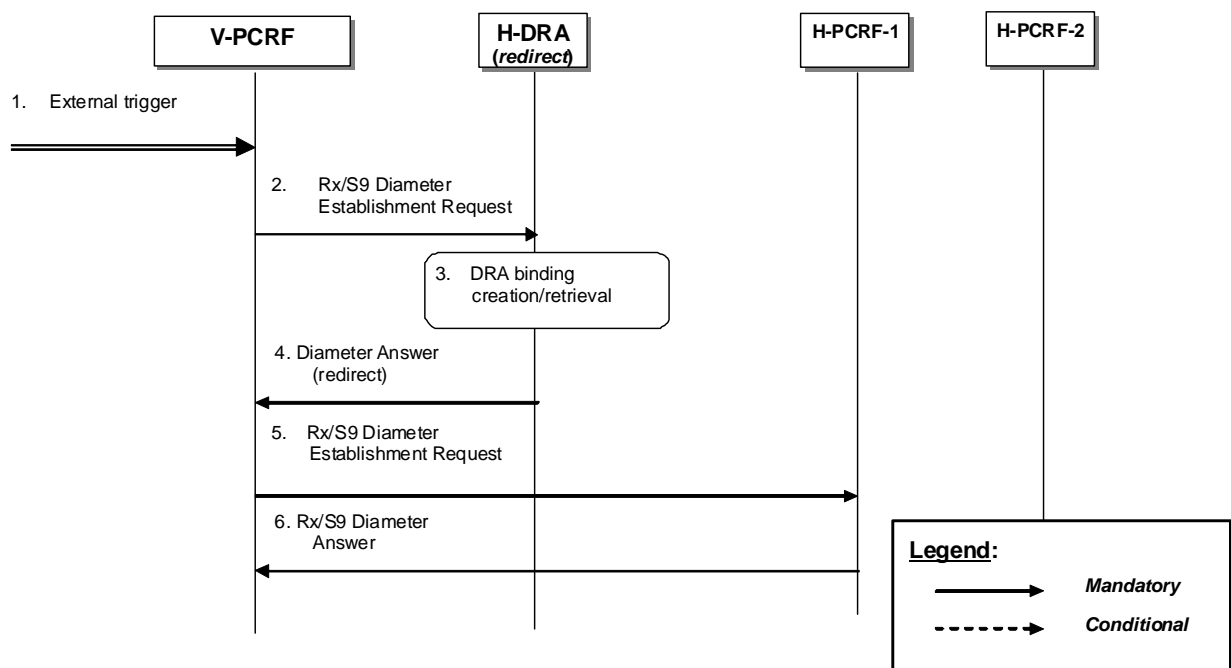 V-PCRF
H-DRA
(redirect)
H-PCRF-1
H-PCRF-2
1. External trigger
2. Rx/S9 Diameter
Establishment Request
3. DRA binding
creation/retrieval
4. Diameter Answer
(redirect)
5. Rx/S9 Diameter
Establishment Request
6. Rx/S9 Diameter
Answer
Legend:
Mandatory
Conditional